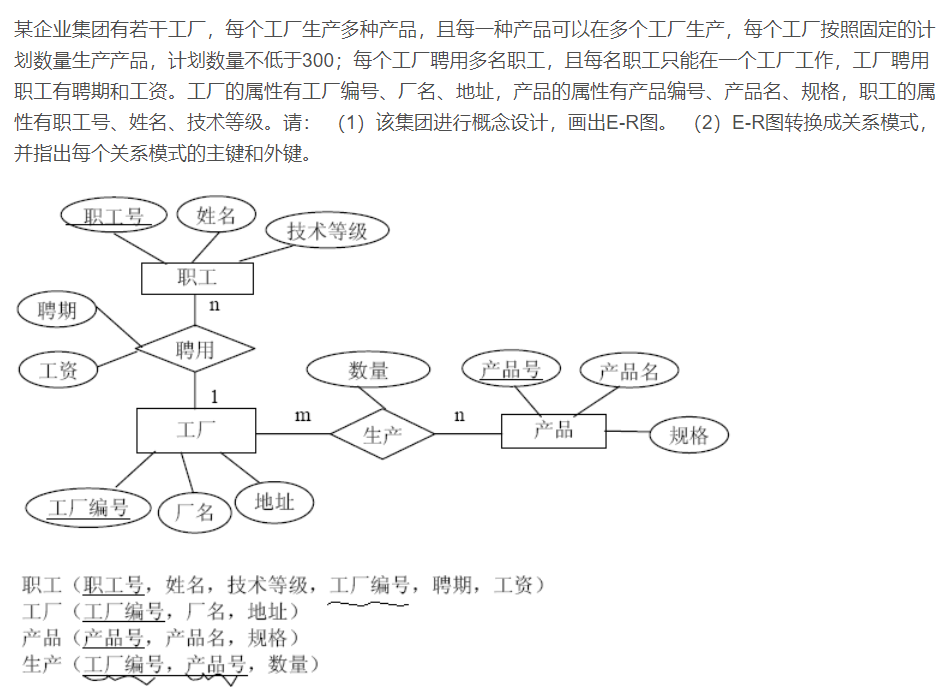 某企业集团有若干工厂，每个工厂生产多种产品，且每一种产品可以在多个工厂生产，每个工厂按照固定的计
划数量生产产品，计划数量不低于300；每个工厂聘用多名职工，且每名职工只能在一个工厂工作，工厂聘用
职工有聘期和工资。工厂的属性有工厂编号、厂名、地址，产品的属性有产品编号、产品名、规格，职工的属
性有职工号、姓名、技术等级。请： （1）该集团进行概念设计，画出E-R图。 （2）E-R图转换成关系模式，
并指出每个关系模式的主键和外键。
职工号
姓名
技术等级
职工
n
聘期
聘用
工资
1
数量
产品号
产品名
工厂
m
生产
n
产品
规格
工厂编号
厂名
地址
职工（职工号，姓名，技术等级，工厂编号，聘期，工资）
工厂（工厂编号，厂名，地址）
产品（产品号，产品名，规格）
生产（工厂编号，产品号，数量）